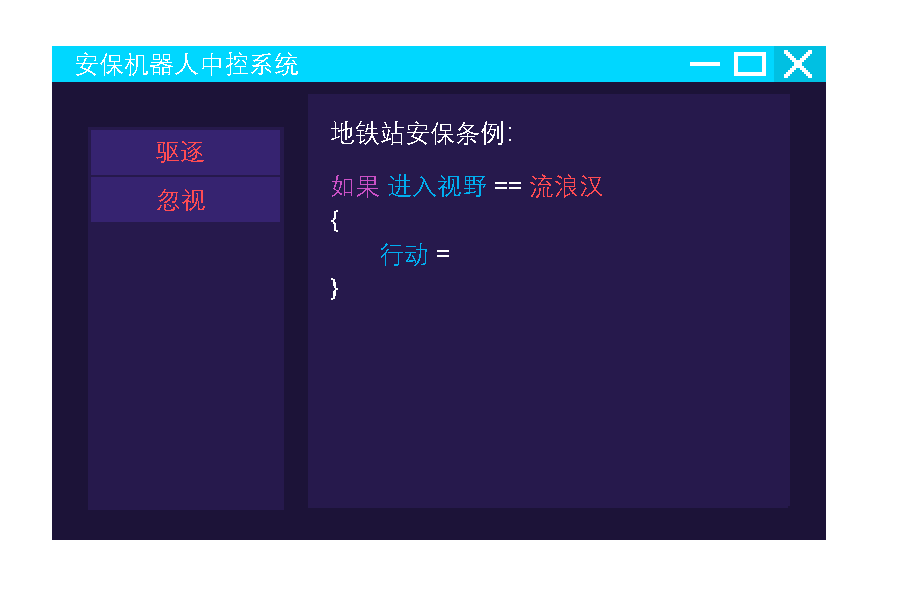 安保机器人中控系统
驱逐
忽视
地铁站安保条例:
如果 进入视野 == 流浪汉
{
行动 =
}